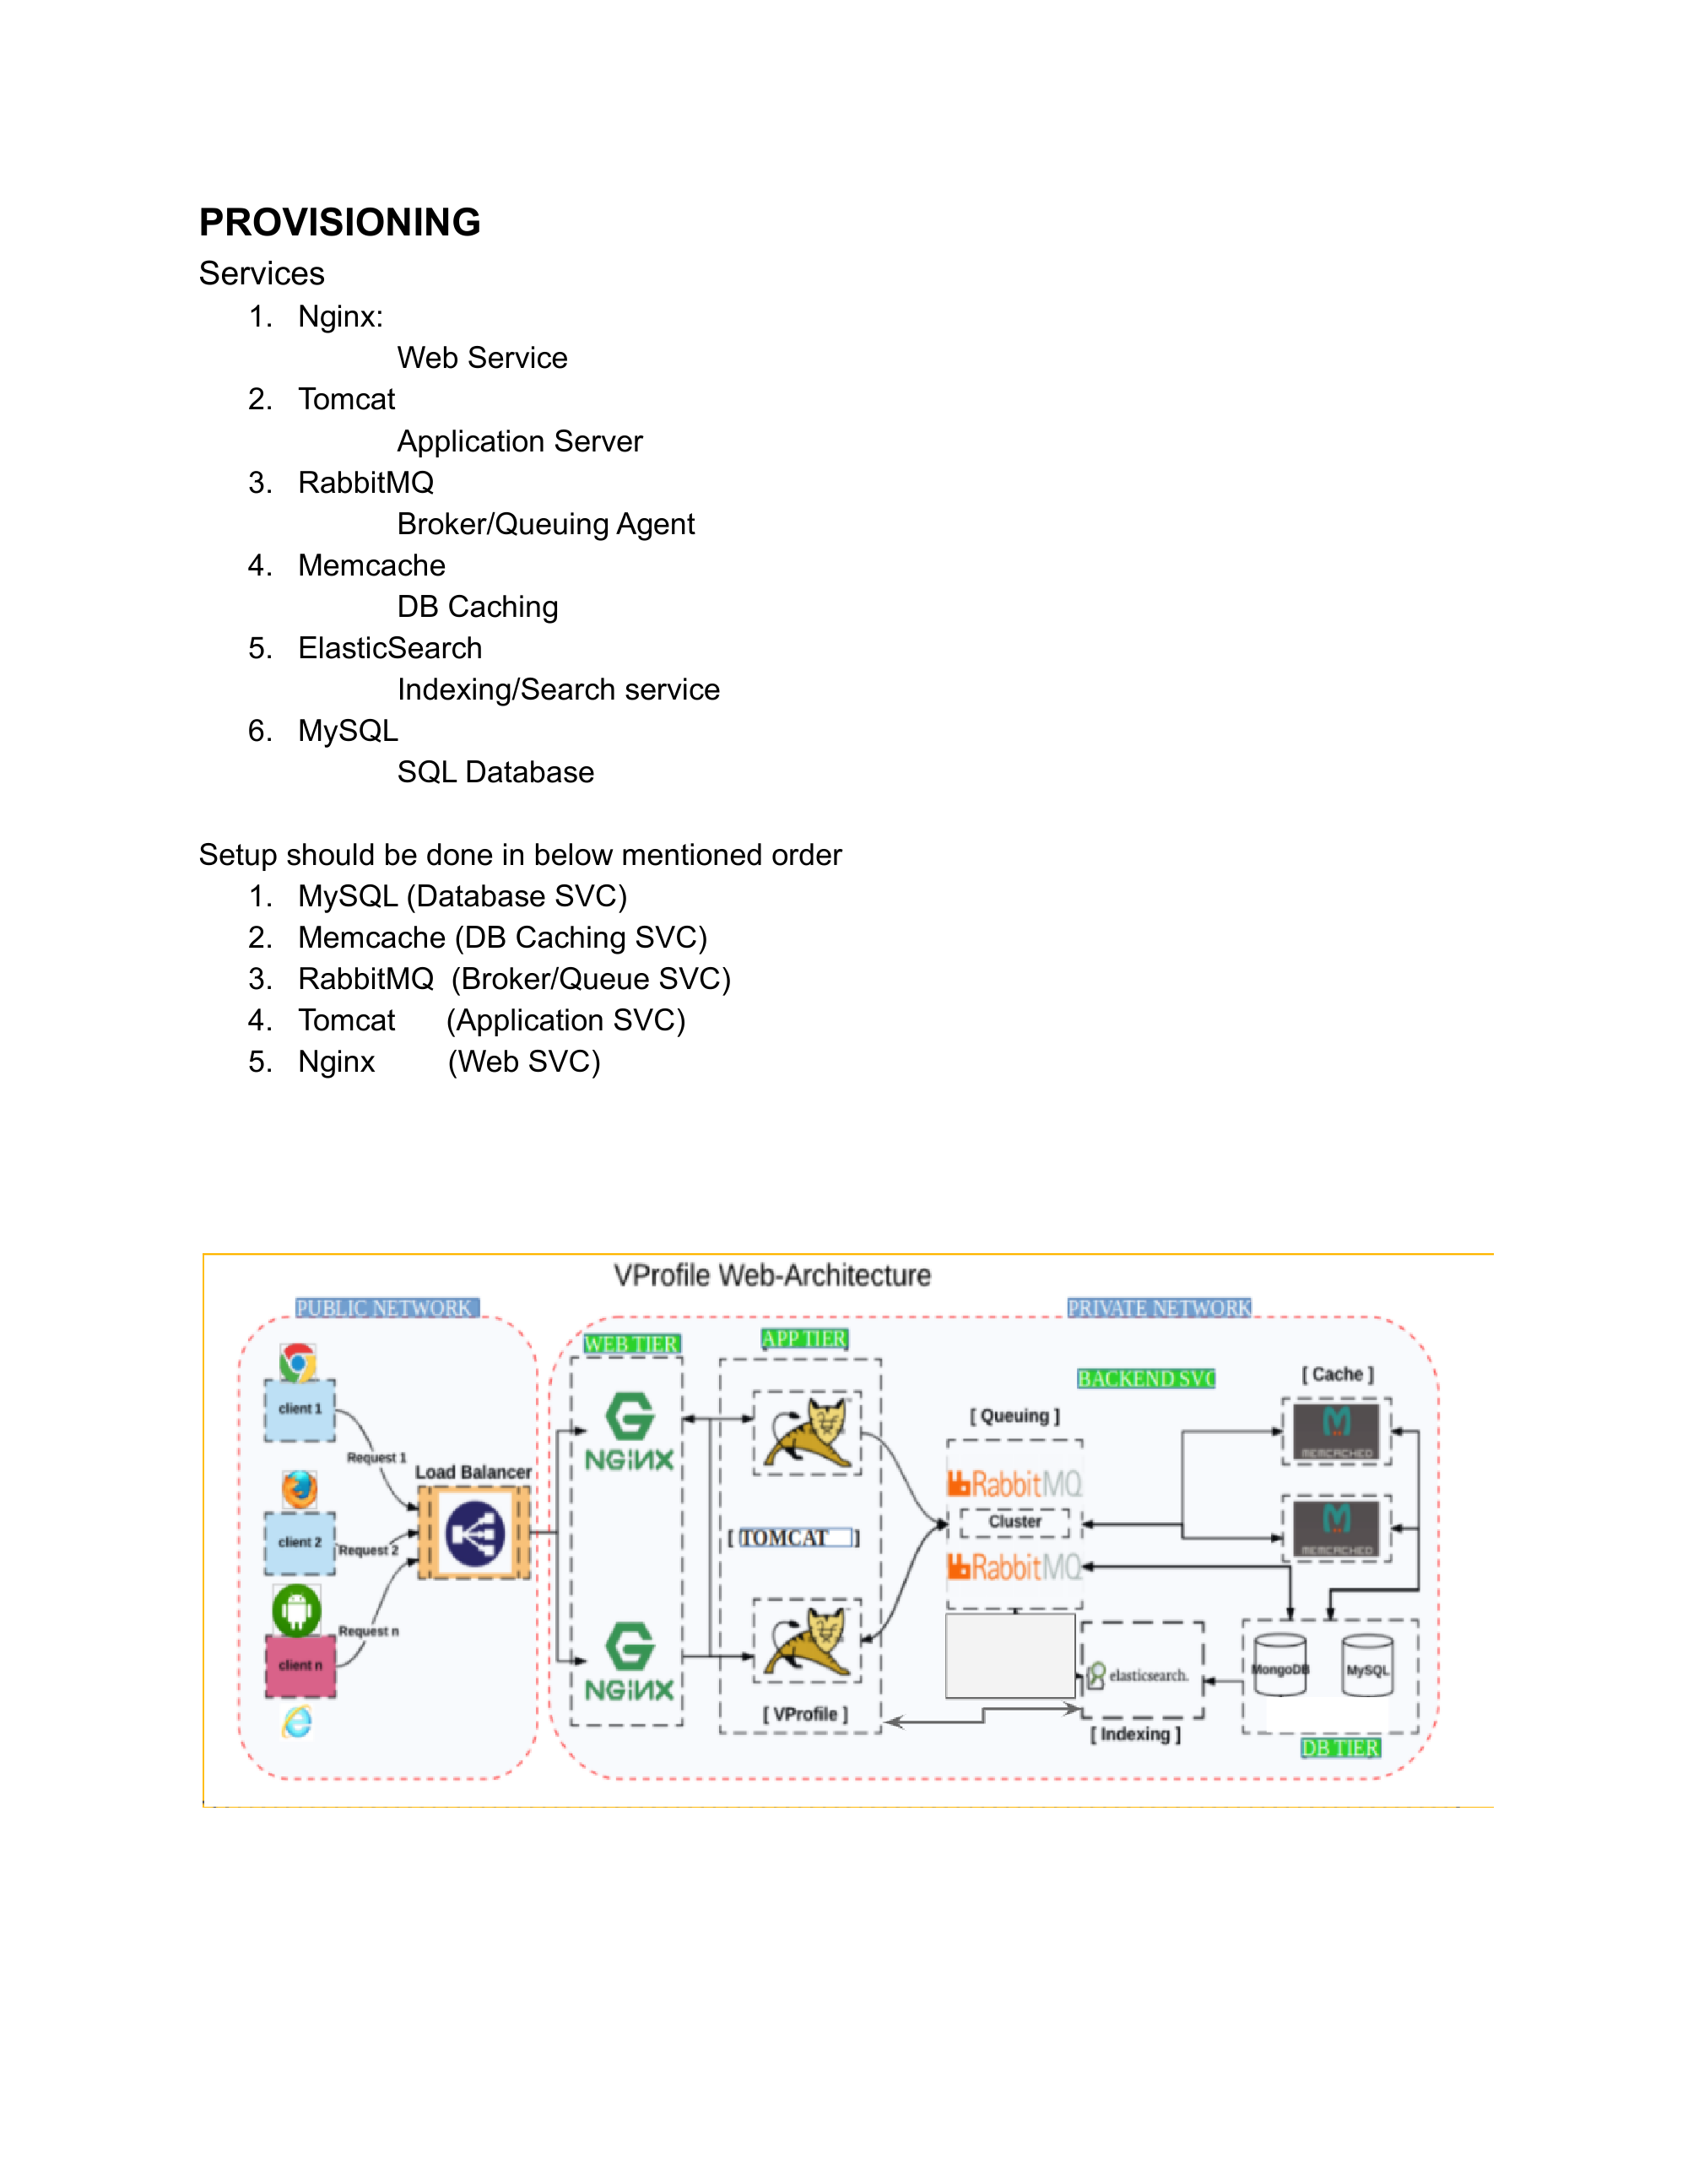 PROVISIONING
Services
1. Nginx:
Web Service
2. Tomcat
Application Server
3. RabbitMQ
Broker/Queuing Agent
4. Memcache
DB Caching
5. ElasticSearch
Indexing/Search service
6. MySQL
SQL Database
Setup should be done in below mentioned order
1. MySQL (Database SVC)
2. Memcache (DB Caching SVC)
3. RabbitMQ (Broker/Queue SVC)
4. Tomcat (Application SVC)
5. Nginx (Web SVC)
VProfile Web-Architecture
PUBLIC NETWORK
PRIVATE NETWORK
client 1
Request 1
client 2
Request 2
client n
Request n
Load Balancer
WEB TIER
NGINX
NGINX
APP TIER
[ TOMCAT ]
[ VProfile ]
BACKEND SVC
[ Queuing ]
RabbitMQ
Cluster
RabbitMQ
[ Cache ]
MEMCACHED
MEMCACHED
elasticsearch.
[ Indexing ]
MongoDB
MySQL
DB TIER